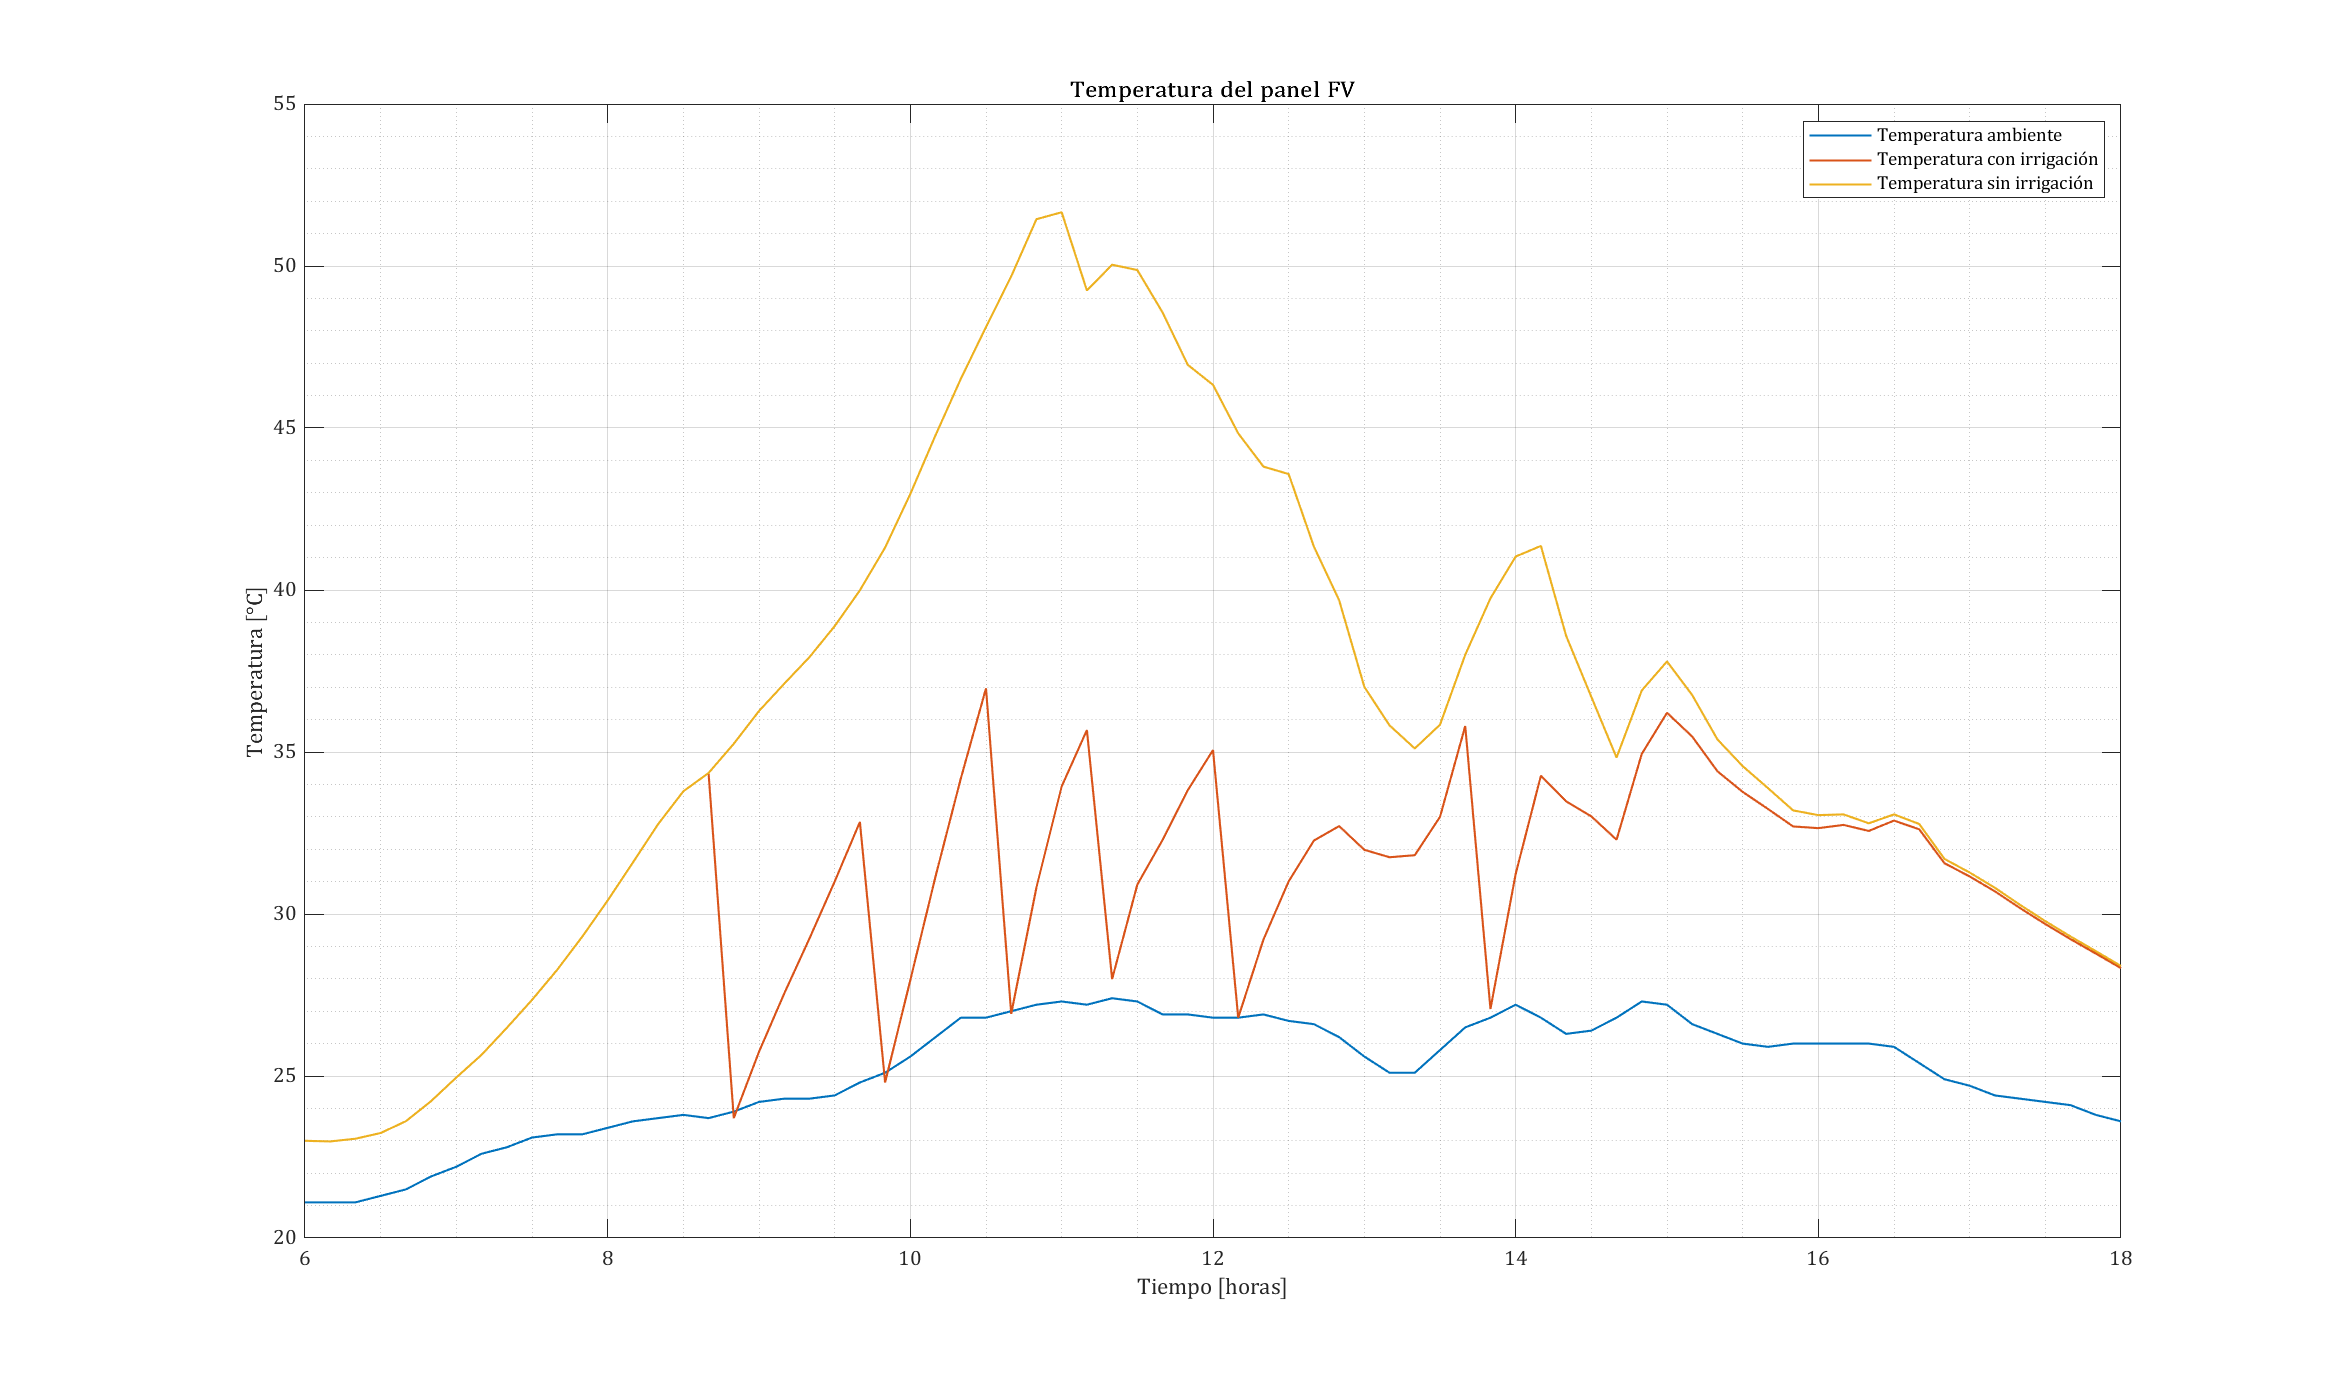 Temperatura del panel FV
Temperatura ambiente
Temperatura con irrigación
Temperatura sin irrigación
Temperatura [°C]
55
50
45
40
35
30
25
20
6 8 10 12 14 16 18
Tiempo [horas]